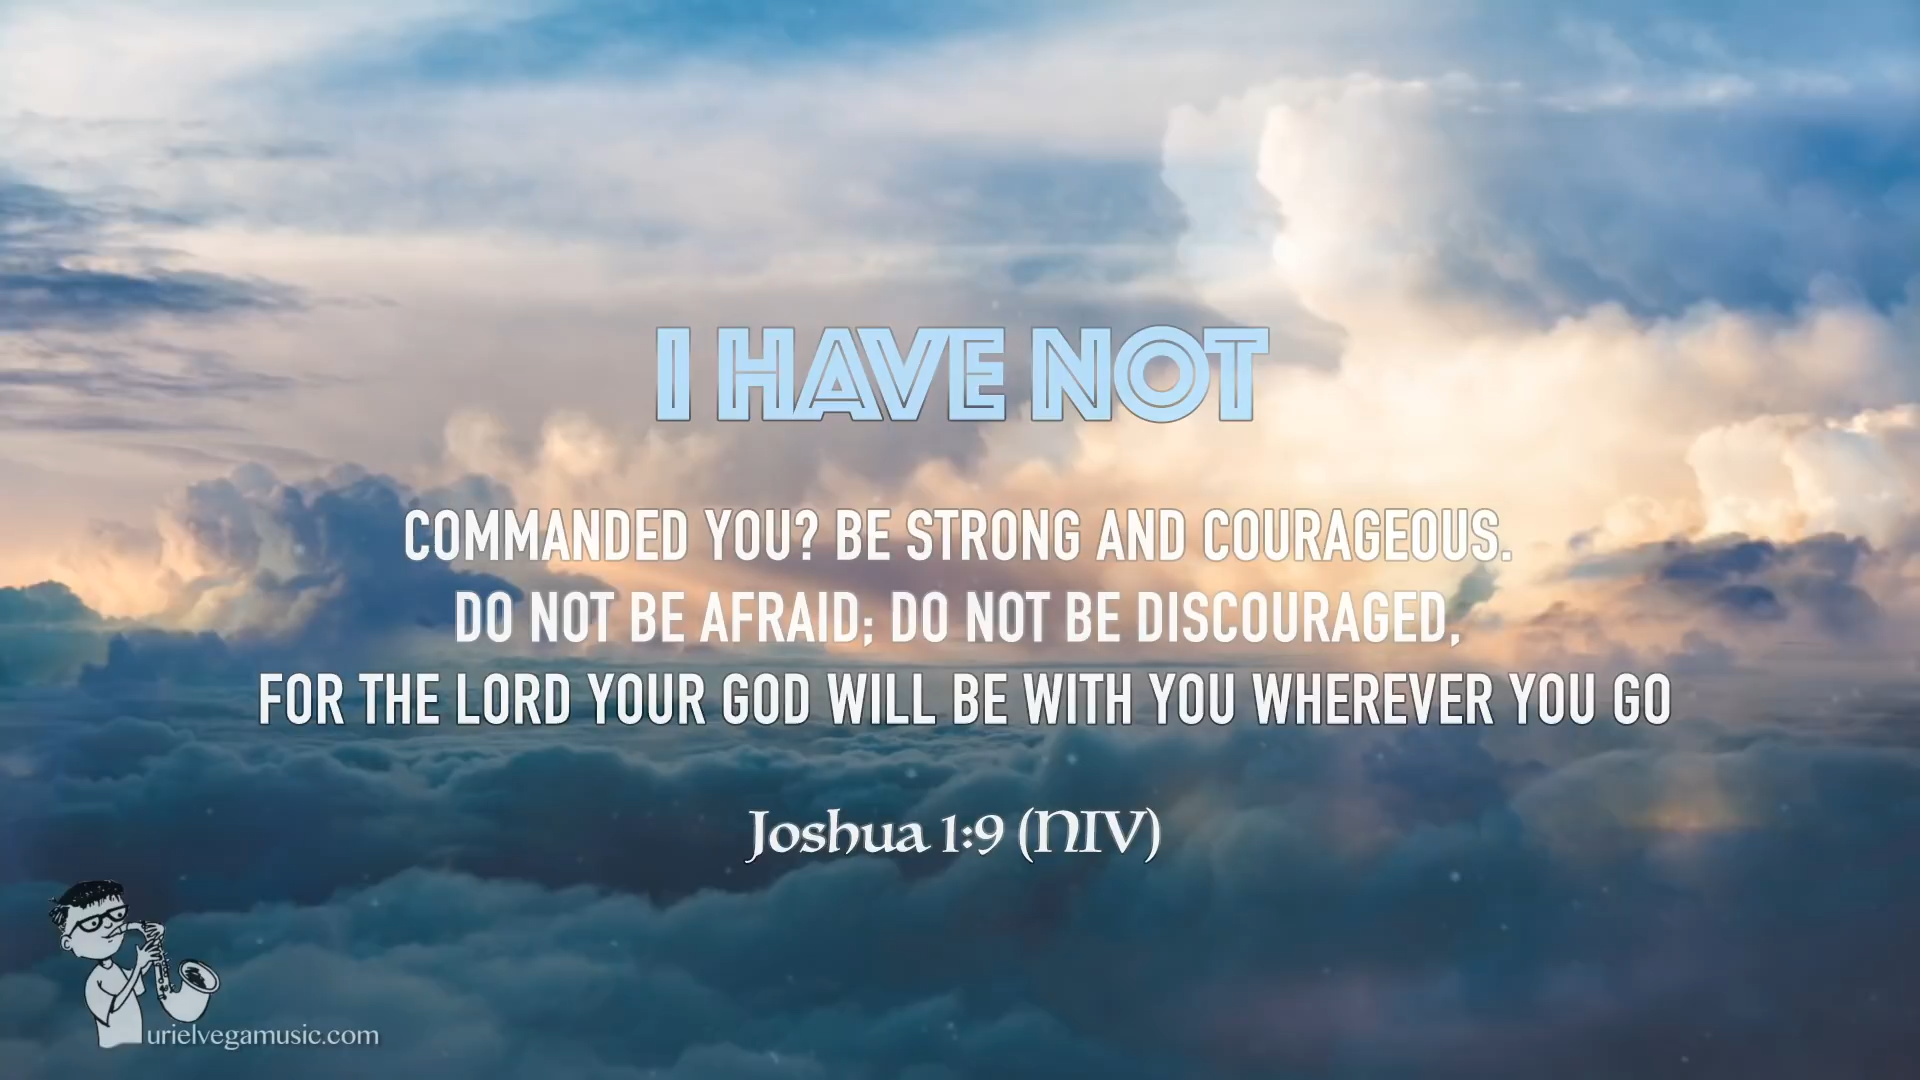 I HAVE NOT
COMMANDED YOU? BE STRONG AND COURAGEOUS.
DO NOT BE AFRAID; DO NOT BE DISCOURAGED,
FOR THE LORD YOUR GOD WILL BE WITH YOU WHEREVER YOU GO
Joshua 1:9 (NIV)
urielvegamusic.com